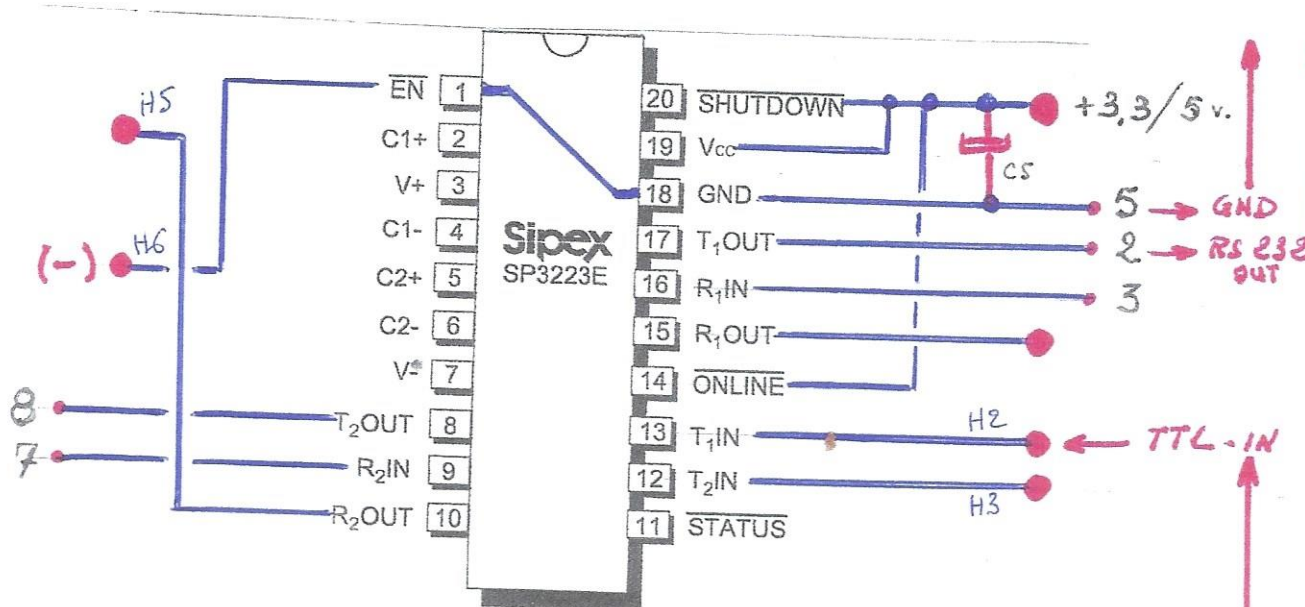 H5
H6
(-)
8
7
EN 1
C1+ 2
V+ 3
C1- 4
C2+ 5
C2- 6
V- 7
T₂OUT 8
R₂IN 9
R₂OUT 10
Sipex
SP3223E
20 SHUTDOWN +3,3/5 v.
19 Vcc
C5
18 GND 5 → GND
17 T₁OUT 2 → RS 232
OUT
16 R₁IN 3
15 R₁OUT
14 ONLINE
13 T₁IN H2 ← TTL-IN
12 T₂IN H3
11 STATUS